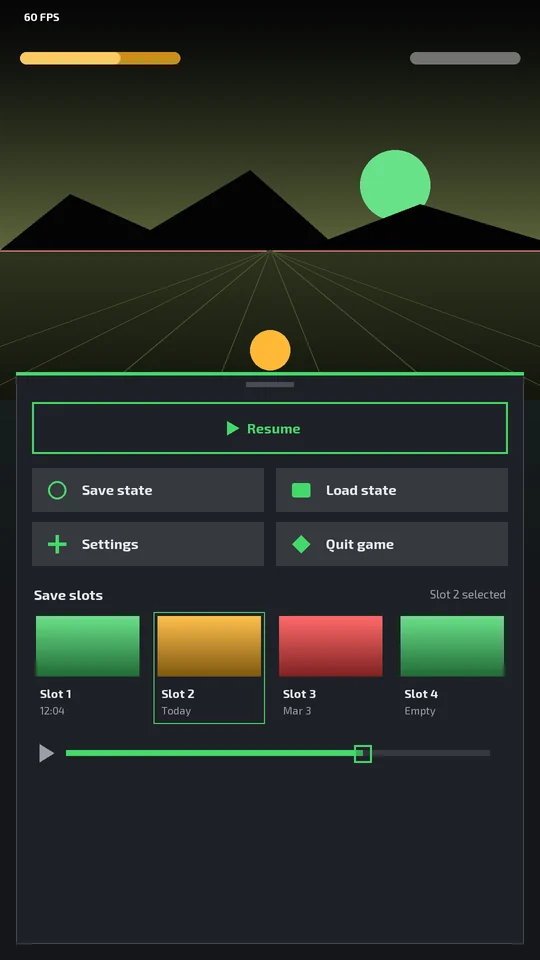 60 FPS
Resume
Save state
Load state
Settings
Quit game
Save slots
Slot 2 selected
Slot 1
12:04
Slot 2
Today
Slot 3
Mar 3
Slot 4
Empty